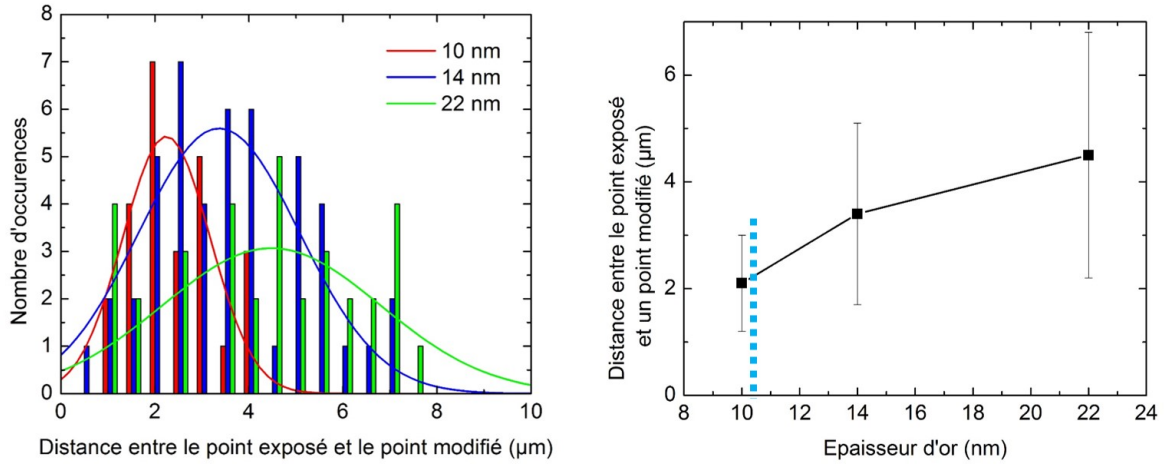 8
7
6
5
4
3
2
1
0
Nombre d'occurences
10 nm
14 nm
22 nm
0 2 4 6 8 10
Distance entre le point exposé et le point modifié (µm)
6
4
2
0
Distance entre le point exposé
et un point modifié (µm)
8 10 12 14 16 18 20 22 24
Epaisseur d'or (nm)